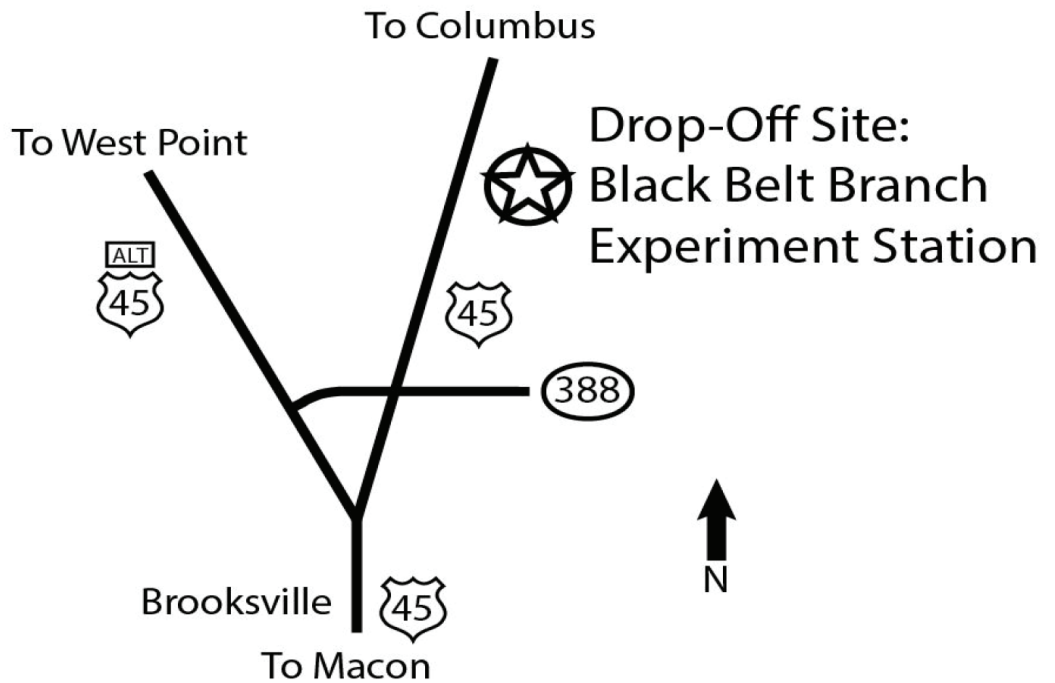 To Columbus
To West Point
Drop-Off Site:
Black Belt Branch
Experiment Station
ALT
45
45
388
N
Brooksville
45
To Macon